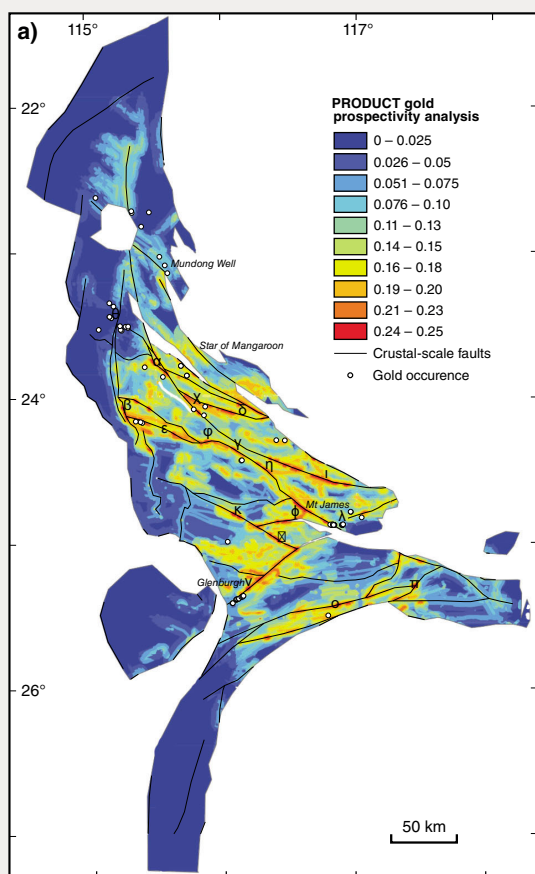 a)
115°
117°
22°
24°
26°
PRODUCT gold
prospectivity analysis
0 – 0.025
0.026 – 0.05
0.051 – 0.075
0.076 – 0.10
0.11 – 0.13
0.14 – 0.15
0.16 – 0.18
0.19 – 0.20
0.21 – 0.23
0.24 – 0.25
Crustal-scale faults
Gold occurence
Mundong Well
θ
Star of Mangaroon
α
β
χ
δ
ε
φ
γ
η
ι
Mt James
κ
ϕ
λ
Glenburgh
ν
π
ο
50 km